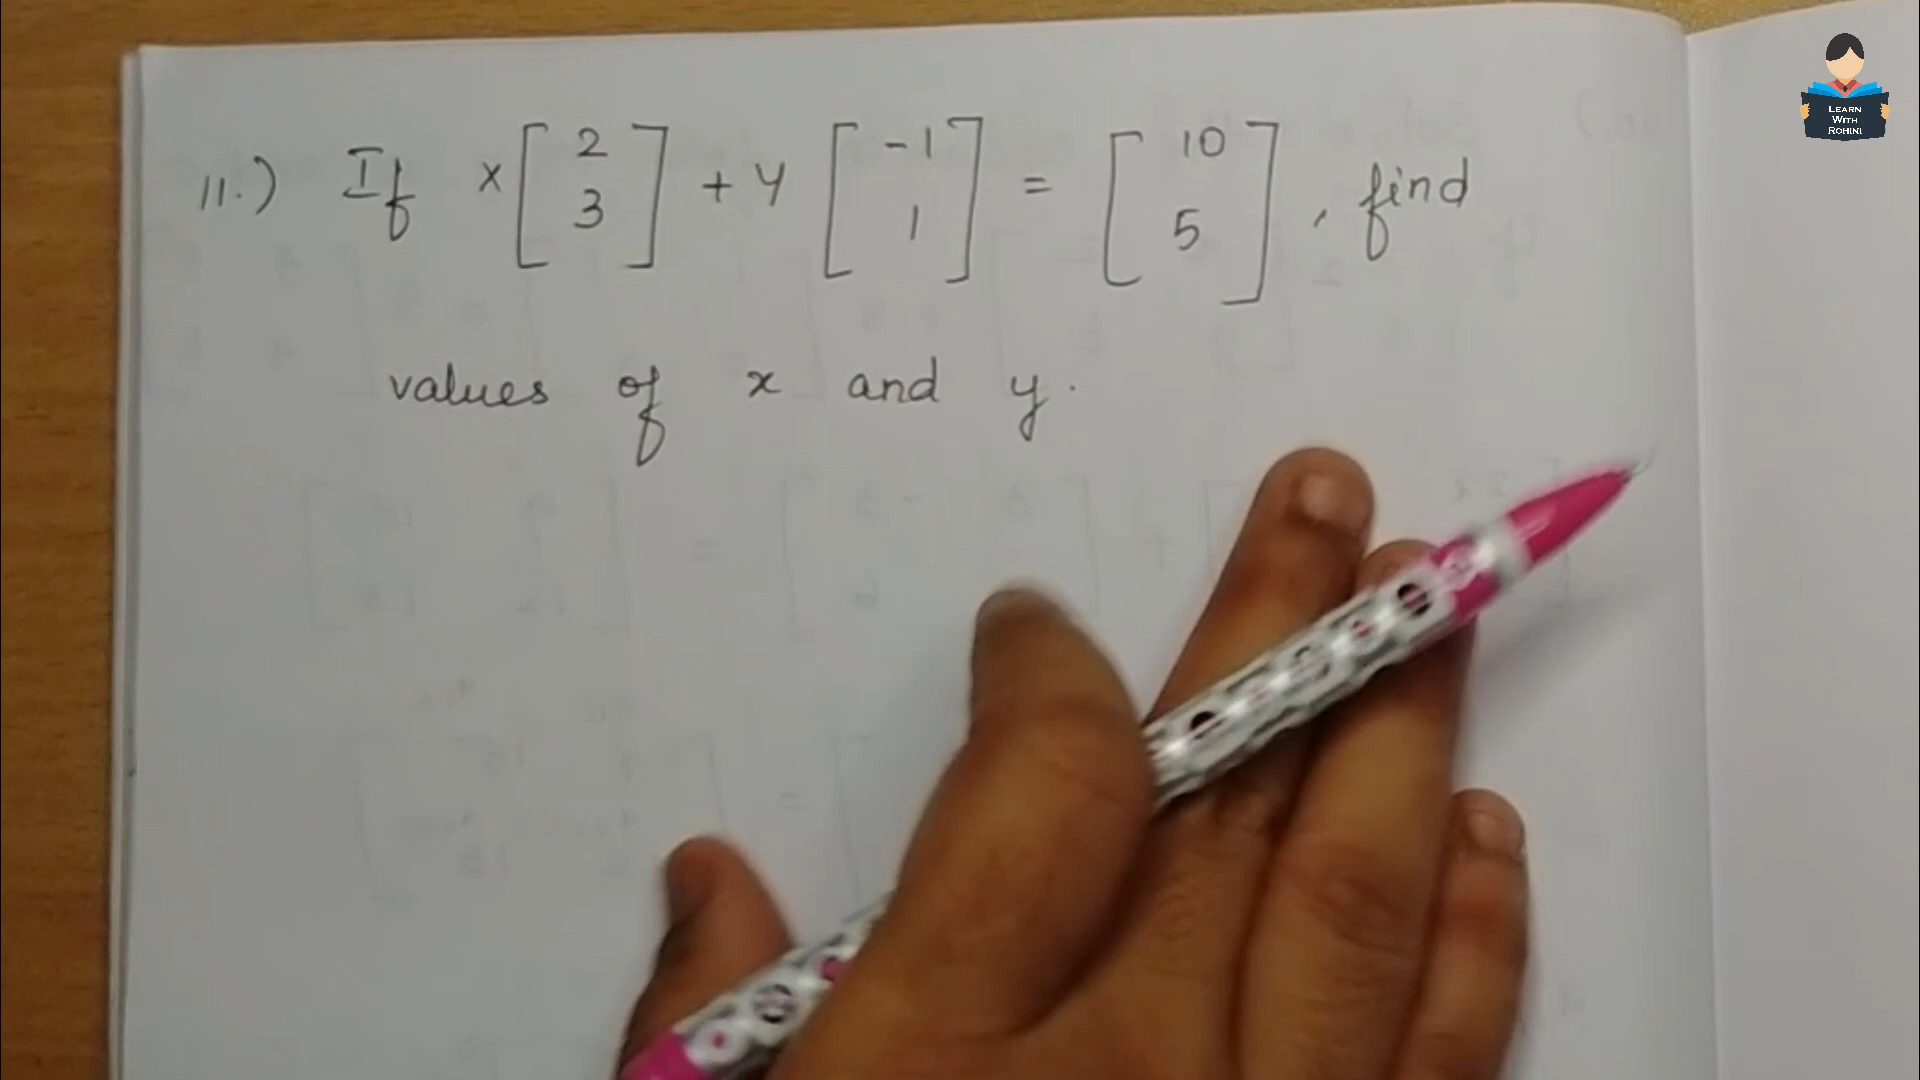 11.) If x [ 2 3 ] + y [ -1 1 ] = [ 10 5 ], find
values of x and y.
LEARN
WITH
ROHINI